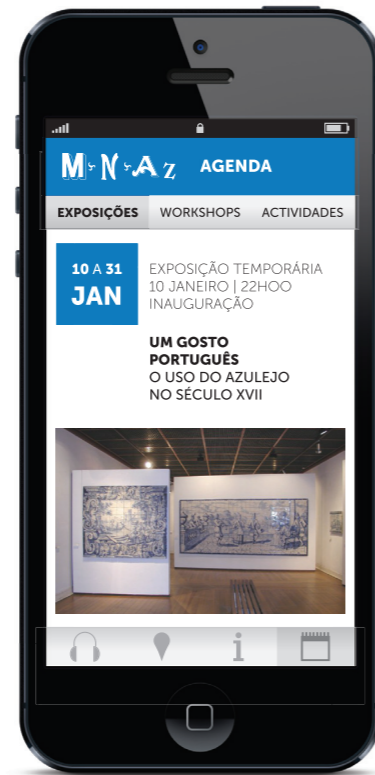 M·N·Az AGENDA
EXPOSIÇÕES WORKSHOPS ACTIVIDADES
10 A 31
JAN
EXPOSIÇÃO TEMPORÁRIA
10 JANEIRO | 22HOO
INAUGURAÇÃO
UM GOSTO
PORTUGUÊS
O USO DO AZULEJO
NO SÉCULO XVII
i